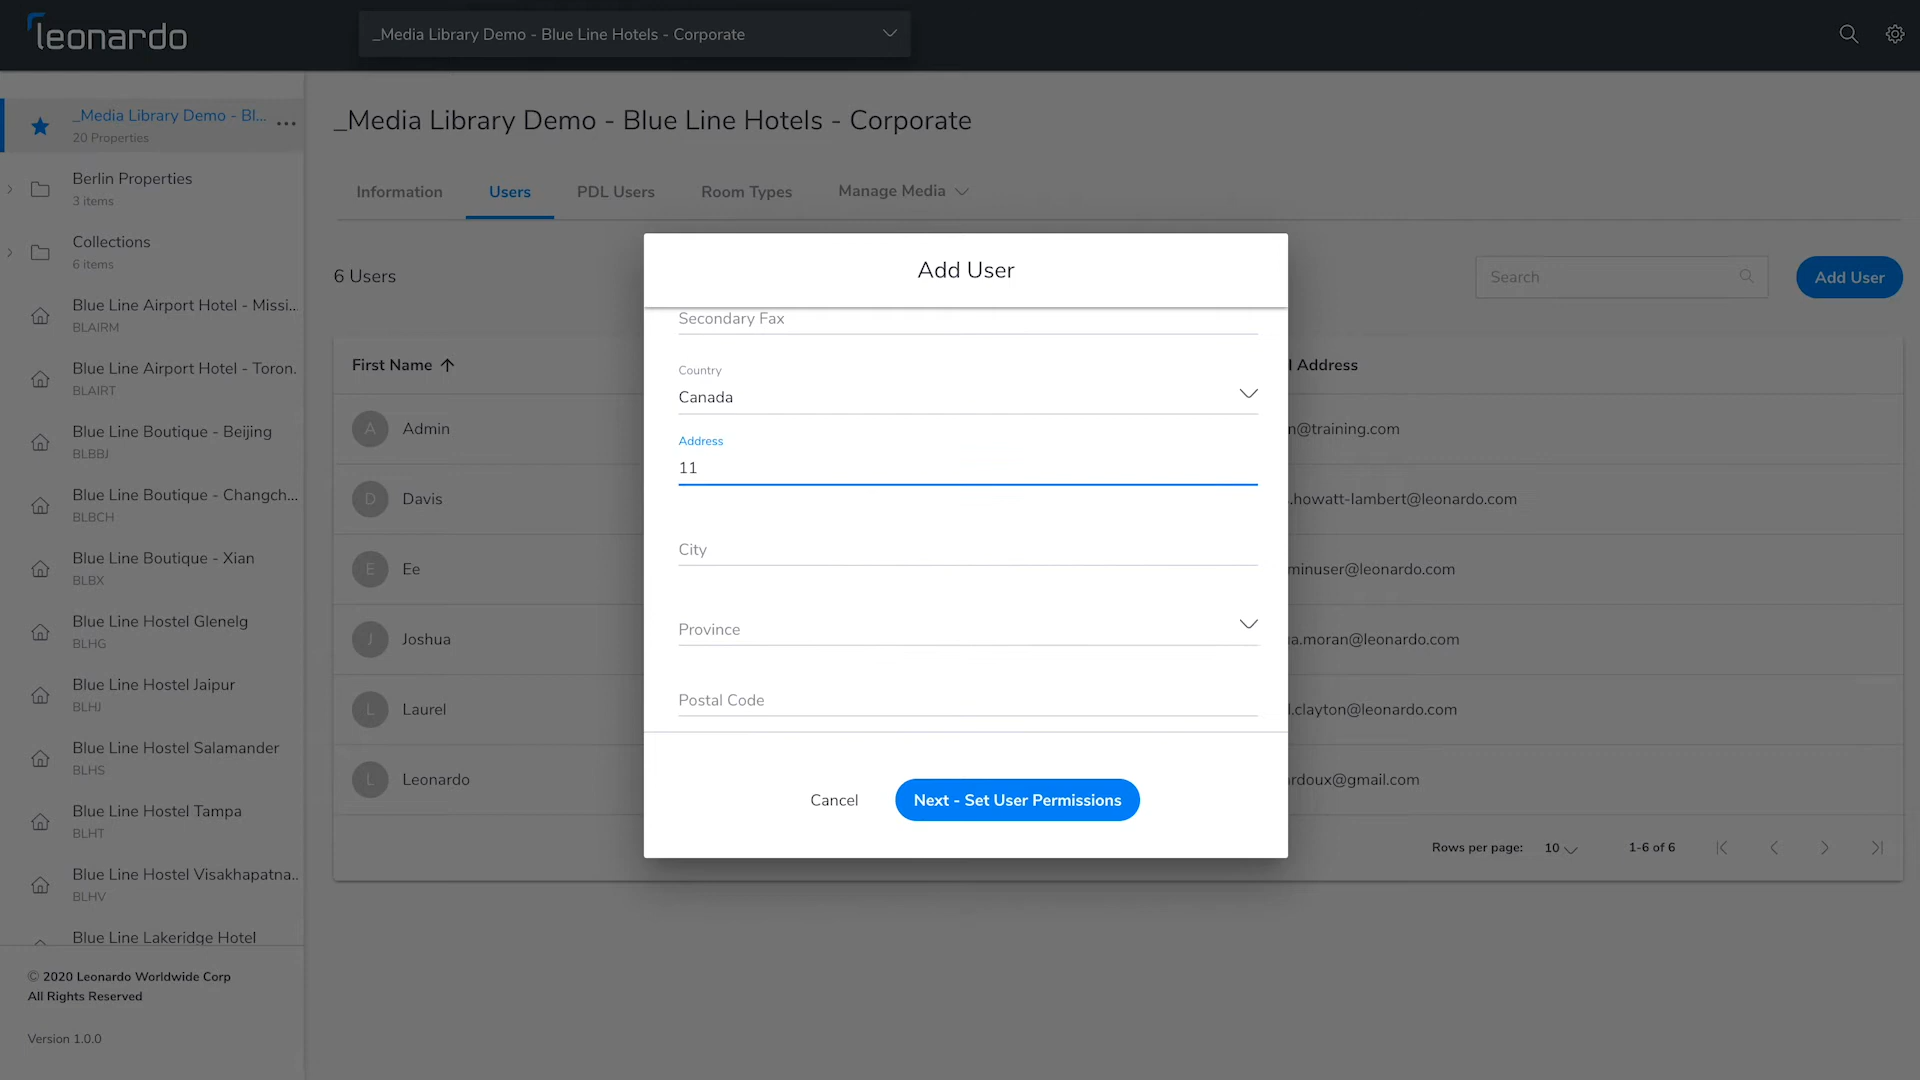 leonardo
_Media Library Demo - Blue Line Hotels - Corporate
_Media Library Demo - Bl...
20 Properties
Berlin Properties
3 items
Collections
6 items
Blue Line Airport Hotel - Missi...
BLAIRM
Blue Line Airport Hotel - Toron.
BLAIRT
Blue Line Boutique - Beijing
BLBBJ
Blue Line Boutique - Changch...
BLBCH
Blue Line Boutique - Xian
BLBX
Blue Line Hostel Glenelg
BLHG
Blue Line Hostel Jaipur
BLHJ
Blue Line Hostel Salamander
BLHS
Blue Line Hostel Tampa
BLHT
Blue Line Hostel Visakhapatna..
BLHV
Blue Line Lakeridge Hotel
© 2020 Leonardo Worldwide Corp
All Rights Reserved
Version 1.0.0
_Media Library Demo - Blue Line Hotels - Corporate
Information Users PDL Users Room Types Manage Media
6 Users
Search
Add User
First Name
l Address
A Admin
n@training.com
D Davis
.howatt-lambert@leonardo.com
E Ee
minuser@leonardo.com
J Joshua
a.moran@leonardo.com
L Laurel
l.clayton@leonardo.com
L Leonardo
rdoux@gmail.com
Rows per page: 10 1-6 of 6
Add User
Secondary Fax
Country
Canada
Address
11
City
Province
Postal Code
Cancel
Next - Set User Permissions